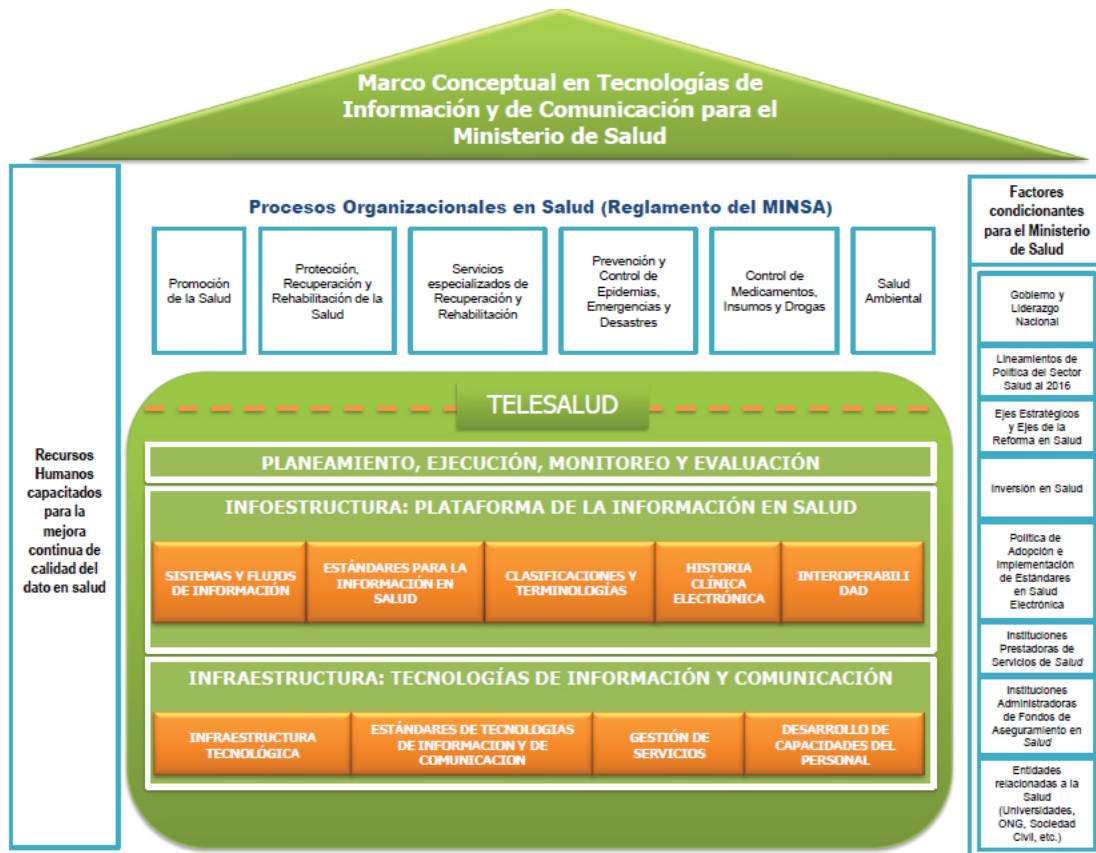 Marco Conceptual en Tecnologías de
Información y de Comunicación para el
Ministerio de Salud
Recursos
Humanos
capacitados
para la
mejora
continua de
calidad del
dato en salud
Procesos Organizacionales en Salud (Reglamento del MINSA)
Promoción
de la Salud
Protección,
Recuperación y
Rehabilitación de la
Salud
Servicios
especializados de
Recuperación y
Rehabilitación
Prevención y
Control de
Epidemias,
Emergencias y
Desastres
Control de
Medicamentos,
Insumos y Drogas
Salud
Ambiental
TELESALUD
PLANEAMIENTO, EJECUCIÓN, MONITOREO Y EVALUACIÓN
INFOESTRUCTURA: PLATAFORMA DE LA INFORMACIÓN EN SALUD
SISTEMAS Y FLUJOS
DE INFORMACIÓN
ESTÁNDARES PARA LA
INFORMACIÓN EN
SALUD
CLASIFICACIONES Y
TERMINOLOGÍAS
HISTORIA
CLÍNICA
ELECTRÓNICA
INTEROPERABILI
DAD
INFRAESTRUCTURA: TECNOLOGÍAS DE INFORMACIÓN Y COMUNICACIÓN
INFRAESTRUCTURA
TECNOLÓGICA
ESTÁNDARES DE TECNOLOGIAS
DE INFORMACION Y DE
COMUNICACION
GESTIÓN DE
SERVICIOS
DESARROLLO DE
CAPACIDADES DEL
PERSONAL
Factores
condicionantes
para el Ministerio
de Salud
Gobierno y
Liderazgo
Nacional
Lineamientos de
Política del Sector
Salud al 2016
Ejes Estratégicos
y Ejes de la
Reforma en Salud
Inversión en Salud
Política de
Adopción e
Implementación
de Estándares
en Salud
Electrónica
Instituciones
Prestadoras de
Servicios de Salud
Instituciones
Administradoras
de Fondos de
Aseguramiento en
Salud
Entidades
relacionadas a la
Salud
(Universidades,
ONG, Sociedad
Civil, etc.)